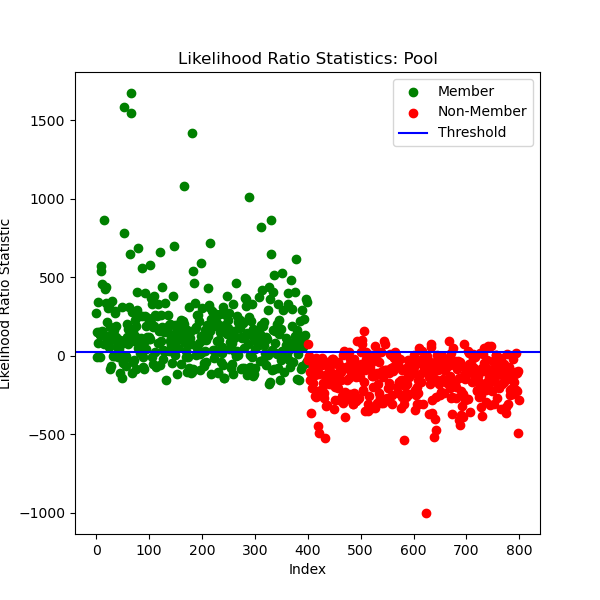 Likelihood Ratio Statistics: Pool
Member
Non-Member
Threshold
1500
1000
500
0
−500
−1000
Likelihood Ratio Statistic
0 100 200 300 400 500 600 700 800
Index